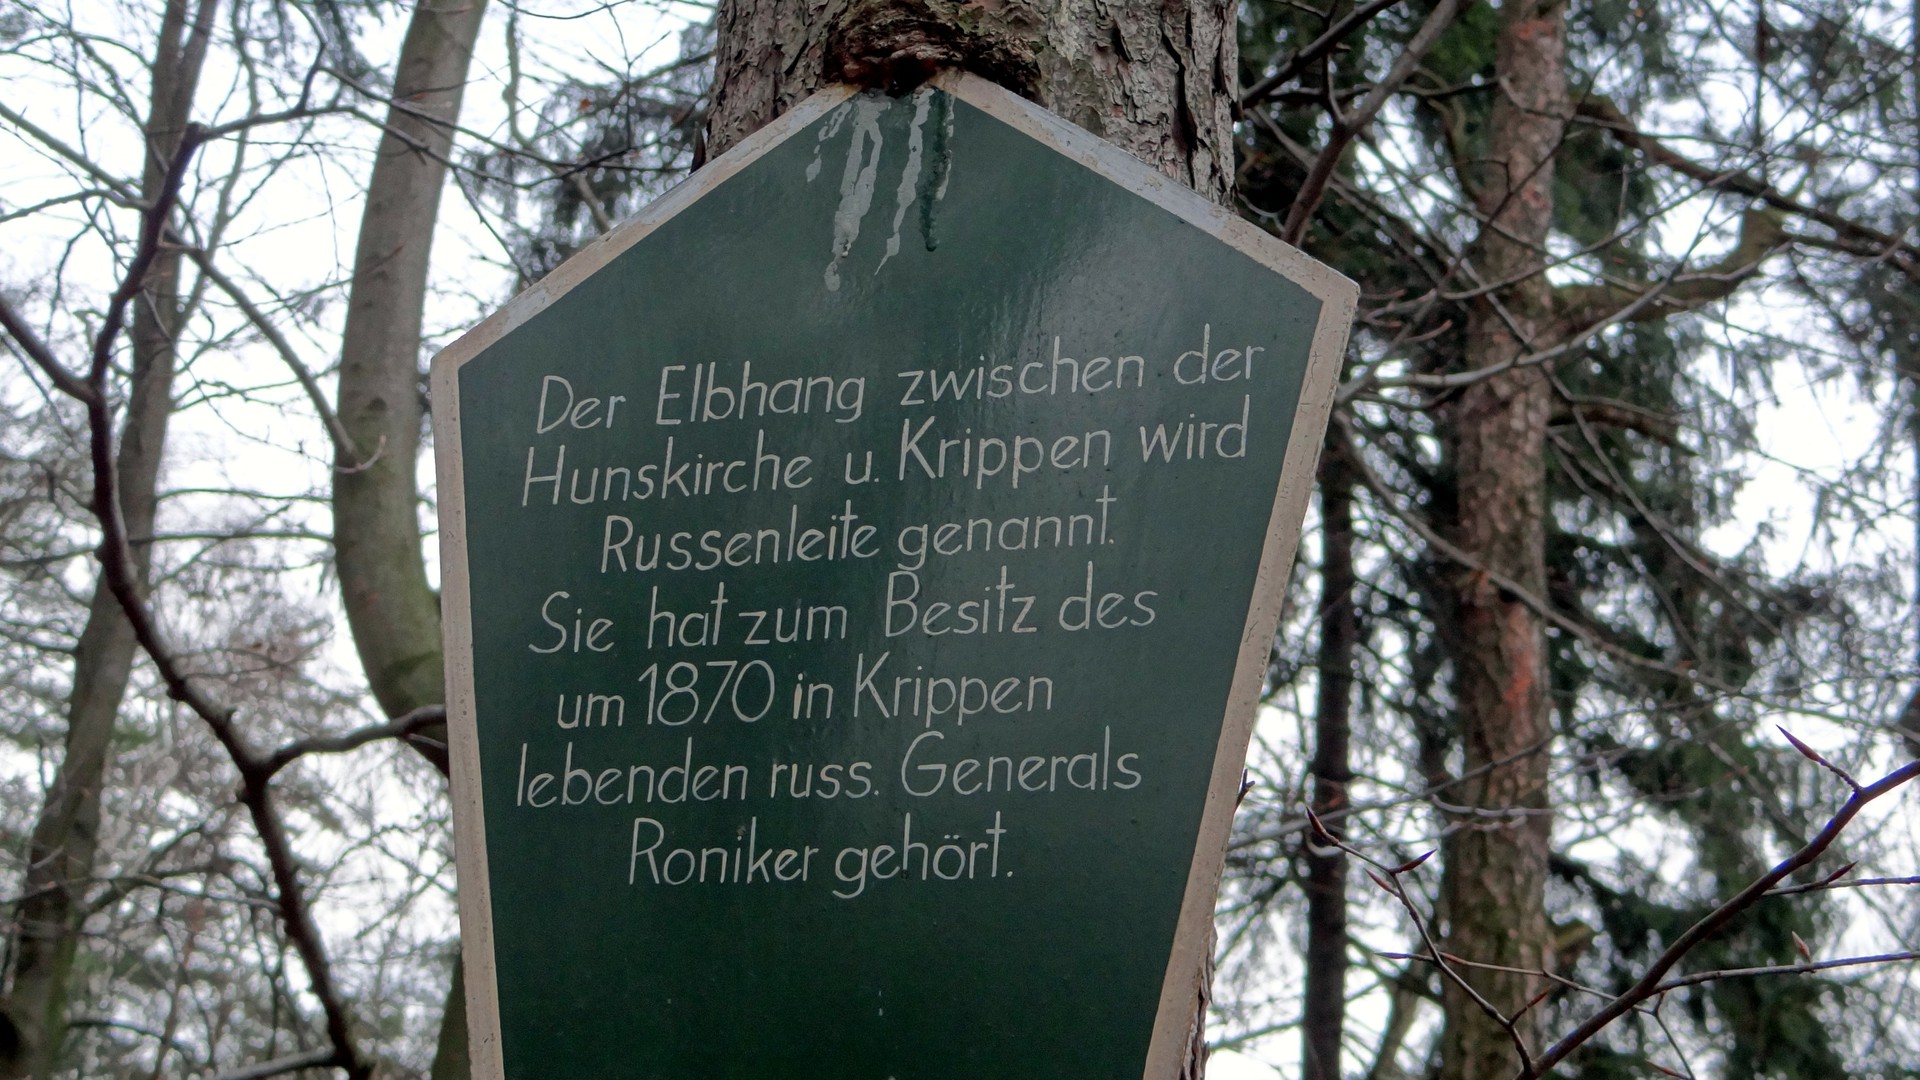 Der Elbhang zwischen der
Hunskirche u. Krippen wird
Russenleite genannt.
Sie hat zum Besitz des
um 1870 in Krippen
lebenden russ. Generals
Roniker gehört.